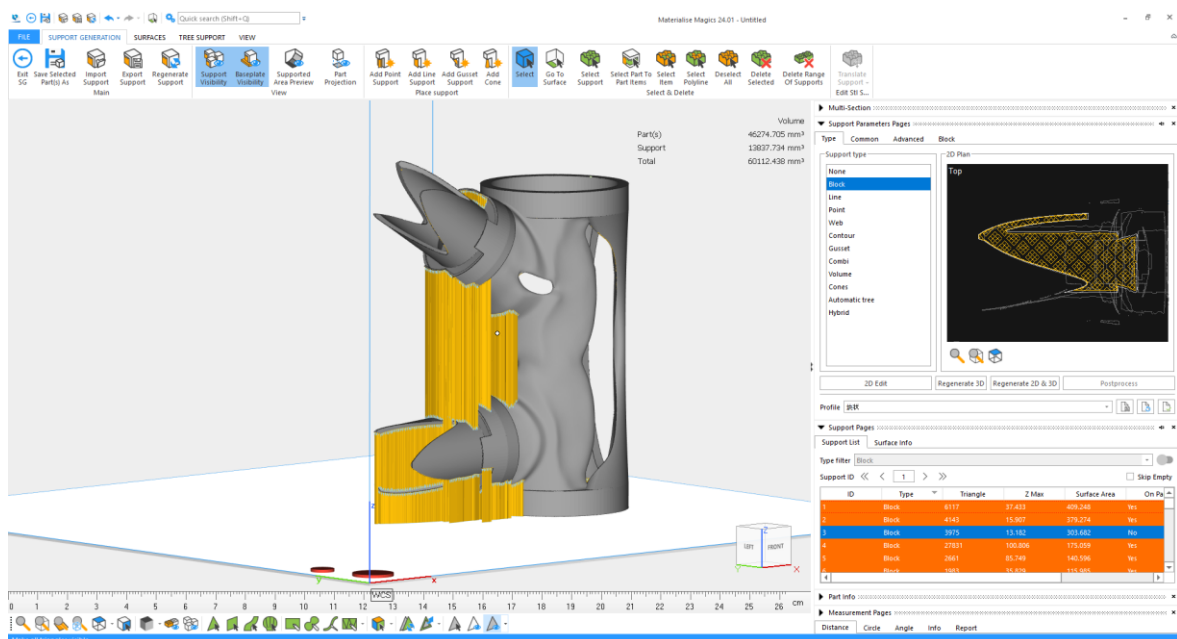 Quick search (Shift+Q)
Materialise Magics 24.01 - Untitled
FILE SUPPORT GENERATION SURFACES TREE SUPPORT VIEW
Exit SG
Save Selected Part(s) As
Import Support
Export Support
Regenerate Support
Support Visibility
Baseplate Visibility
Supported Area Preview
Part Projection
Add Point Support
Add Line Support
Add Gusset Support
Add Cone
Select
Go To Surface
Select Support
Select Part To Part Items
Select Item
Select Polyline
Deselect All
Delete Selected
Delete Range Of Supports
Translate Support
Main
View
Place support
Select & Delete
Edit Stl S...
Volume
Part(s) 46274.705 mm³
Support 13837.734 mm³
Total 60112.438 mm³
Multi-Section
Support Parameters Pages
Type Common Advanced Block
Support type
None
Block
Line
Point
Web
Contour
Gusset
Combi
Volume
Cones
Automatic tree
Hybrid
2D Plan
Top
2D Edit Regenerate 3D Regenerate 2D & 3D Postprocess
Support Pages
Support List Surface Info
Type filter Block
Support ID 1 Skip Empty
ID Type Triangle Z Max Surface Area On Pa
1 Block 6117 37.433 409.248 Yes
2 Block 4143 15.907 379.274 Yes
3 Block 3975 13.182 303.682 No
4 Block 27831 100.806 175.059 Yes
5 Block 2661 85.749 140.596 Yes
Part Info
Measurement Pages
Distance Circle Angle Info Report
LEFT FRONT
Z
Y X
z
y x
WCS
0 1 2 3 4 5 6 7 8 9 10 11 12 13 14 15 16 17 18 19 20 21 22 23 24 25 26 cm